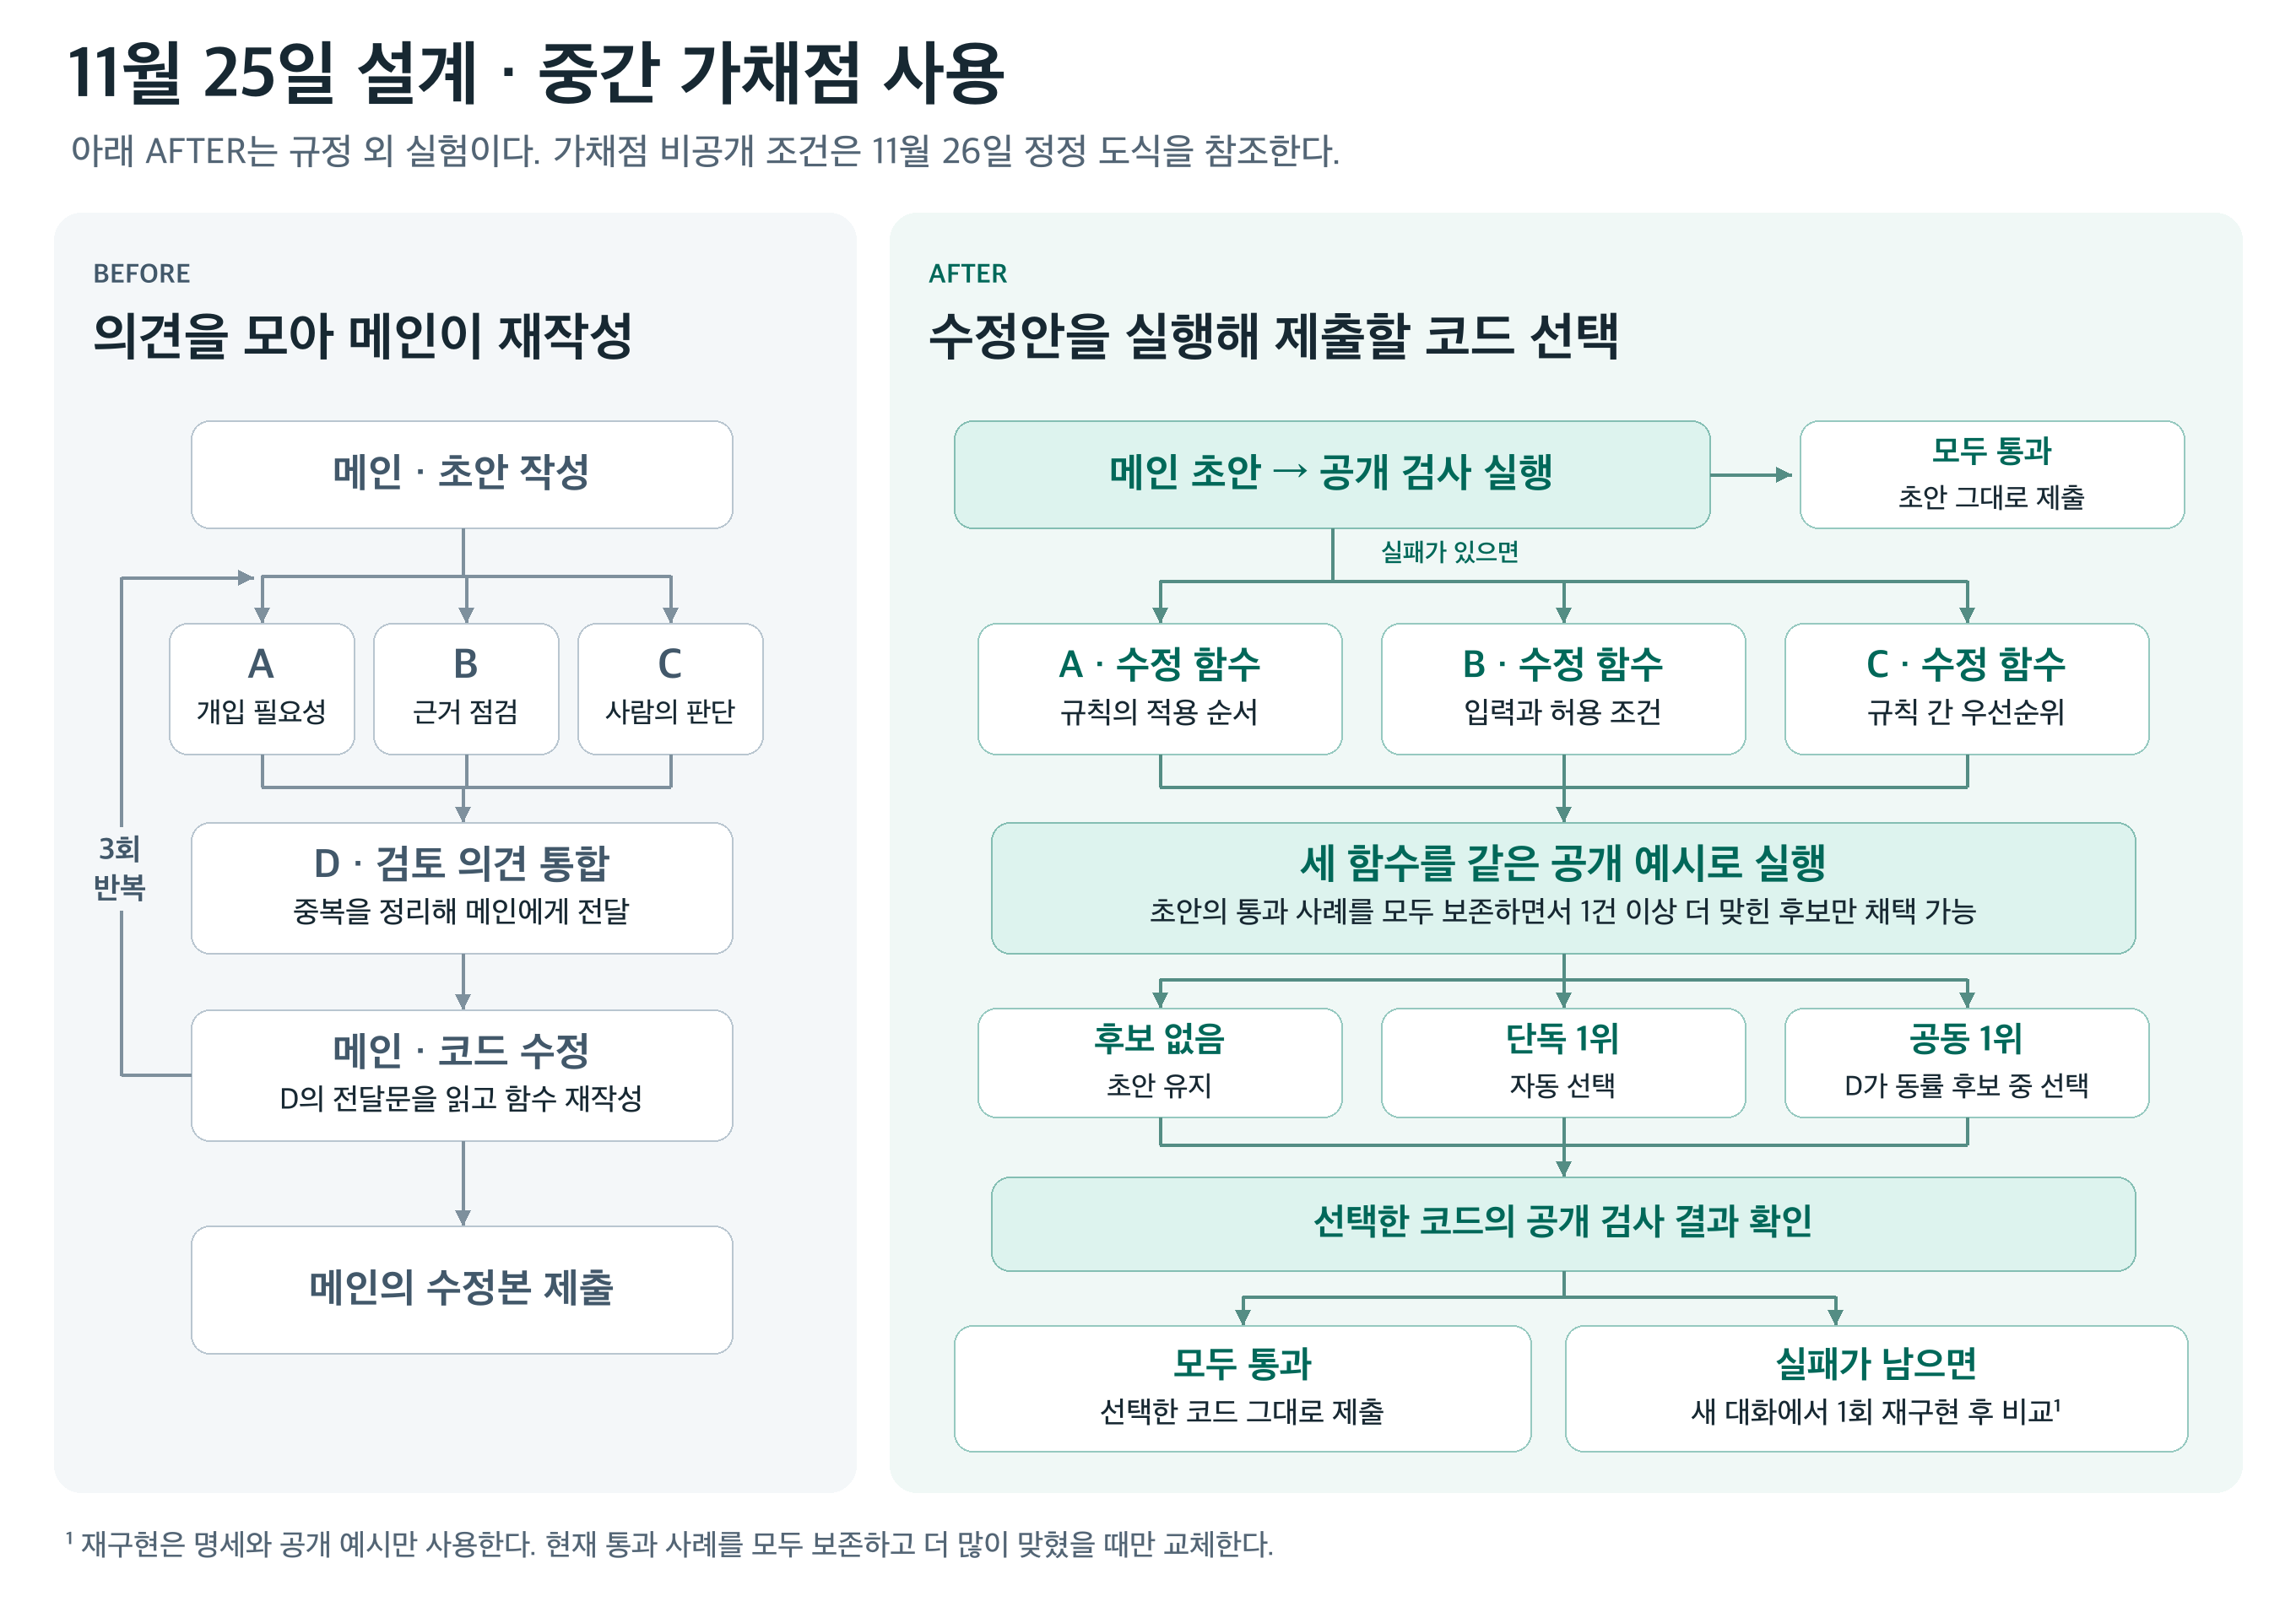 11월 25일 설계 · 중간 가채점 사용
아래 AFTER는 규정 외 실험이다. 가채점 비공개 조건은 11월 26일 정정 도식을 참조한다.
BEFORE
의견을 모아 메인이 재작성
메인 · 초안 작성
A
개입 필요성
B
근거 점검
C
사람의 판단
3회
반복
D · 검토 의견 통합
중복을 정리해 메인에게 전달
메인 · 코드 수정
D의 전달문을 읽고 함수 재작성
메인의 수정본 제출
AFTER
수정안을 실행해 제출할 코드 선택
메인 초안 → 공개 검사 실행
모두 통과
초안 그대로 제출
실패가 있으면
A · 수정 함수
규칙의 적용 순서
B · 수정 함수
입력과 허용 조건
C · 수정 함수
규칙 간 우선순위
세 함수를 같은 공개 예시로 실행
초안의 통과 사례를 모두 보존하면서 1건 이상 더 맞힌 후보만 채택 가능
후보 없음
초안 유지
단독 1위
자동 선택
공동 1위
D가 동률 후보 중 선택
선택한 코드의 공개 검사 결과 확인
모두 통과
선택한 코드 그대로 제출
실패가 남으면
새 대화에서 1회 재구현 후 비교¹
¹ 재구현은 명세와 공개 예시만 사용한다. 현재 통과 사례를 모두 보존하고 더 많이 맞혔을 때만 교체한다.